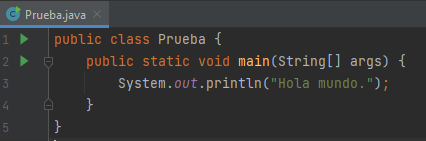 Prueba.java
1 public class Prueba {
2 public static void main(String[] args) {
3 System.out.println("Hola mundo.");
4 }
5 }